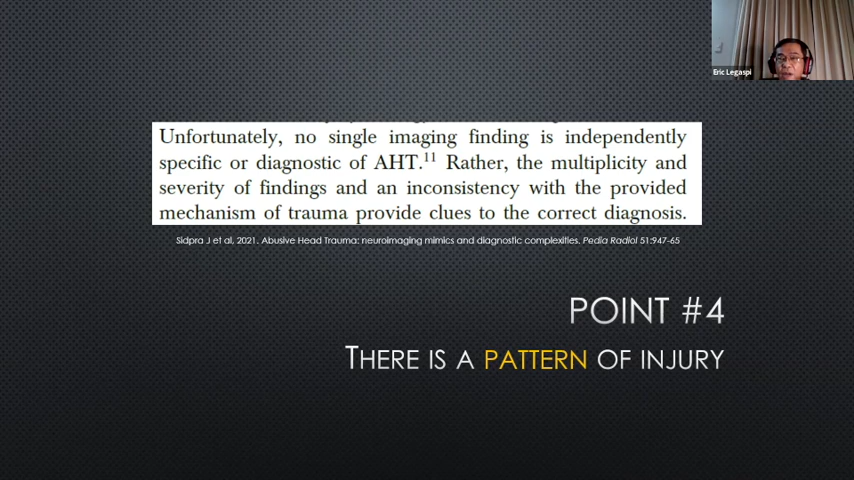 Eric Legaspi
Unfortunately, no single imaging finding is independently
specific or diagnostic of AHT.11 Rather, the multiplicity and
severity of findings and an inconsistency with the provided
mechanism of trauma provide clues to the correct diagnosis.
Sidpra J et al, 2021. Abusive Head Trauma: neuroimaging mimics and diagnostic complexities. Pedia Radiol 51:947-65
POINT #4
THERE IS A PATTERN OF INJURY